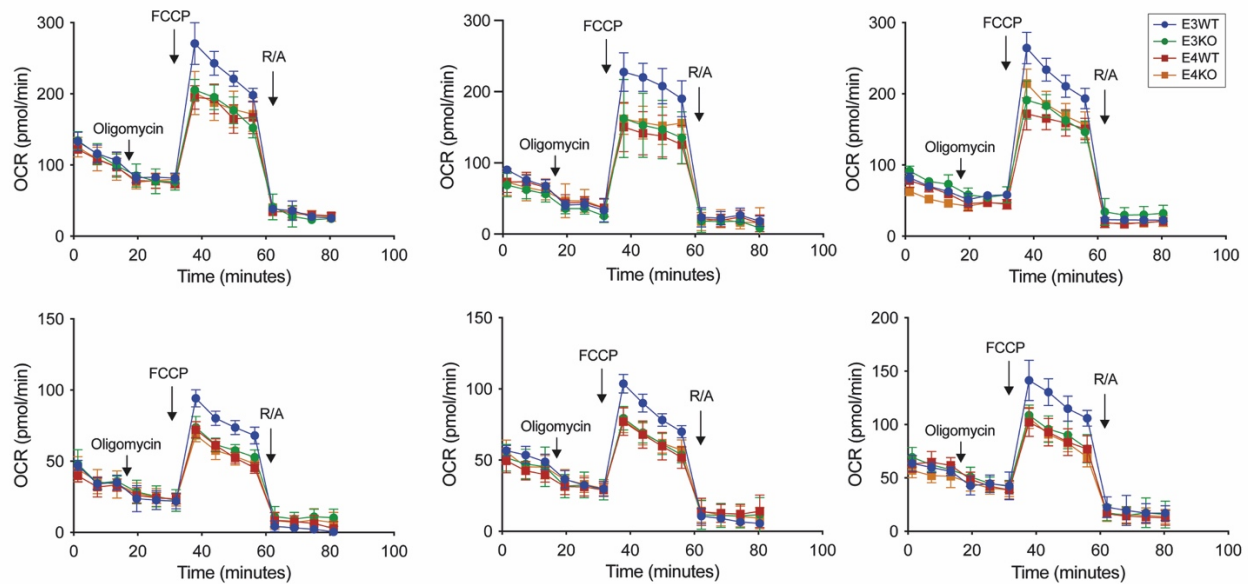 300
200
100
0
OCR (pmol/min)
Oligomycin
FCCP
R/A
0 20 40 60 80 100
Time (minutes)
300
200
100
0
OCR (pmol/min)
Oligomycin
FCCP
R/A
0 20 40 60 80 100
Time (minutes)
300
200
100
0
OCR (pmol/min)
Oligomycin
FCCP
R/A
0 20 40 60 80 100
Time (minutes)
E3WT
E3KO
E4WT
E4KO
150
100
50
0
OCR (pmol/min)
Oligomycin
FCCP
R/A
0 20 40 60 80 100
Time (minutes)
150
100
50
0
OCR (pmol/min)
Oligomycin
FCCP
R/A
0 20 40 60 80 100
Time (minutes)
200
150
100
50
0
OCR (pmol/min)
Oligomycin
FCCP
R/A
0 20 40 60 80 100
Time (minutes)